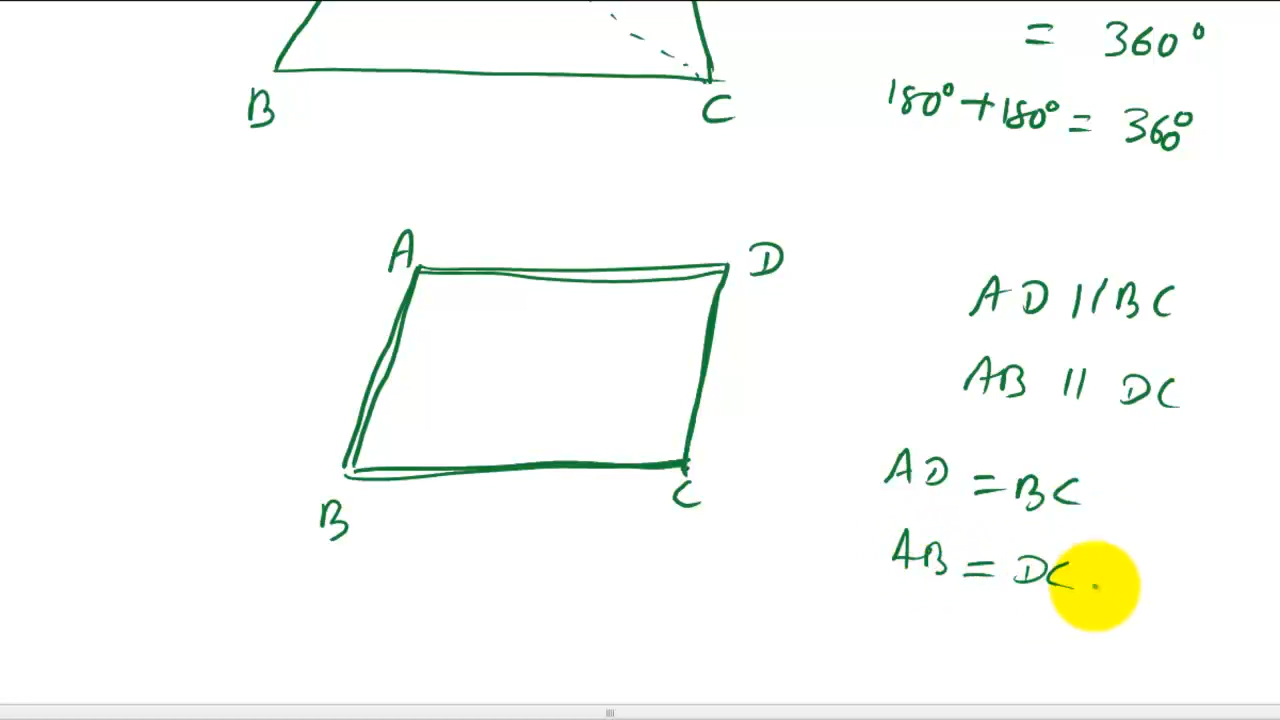 = 360°
B C
180° + 180° = 360°
A D
AD // BC
AB // DC
AD = BC
B C
AB = DC.